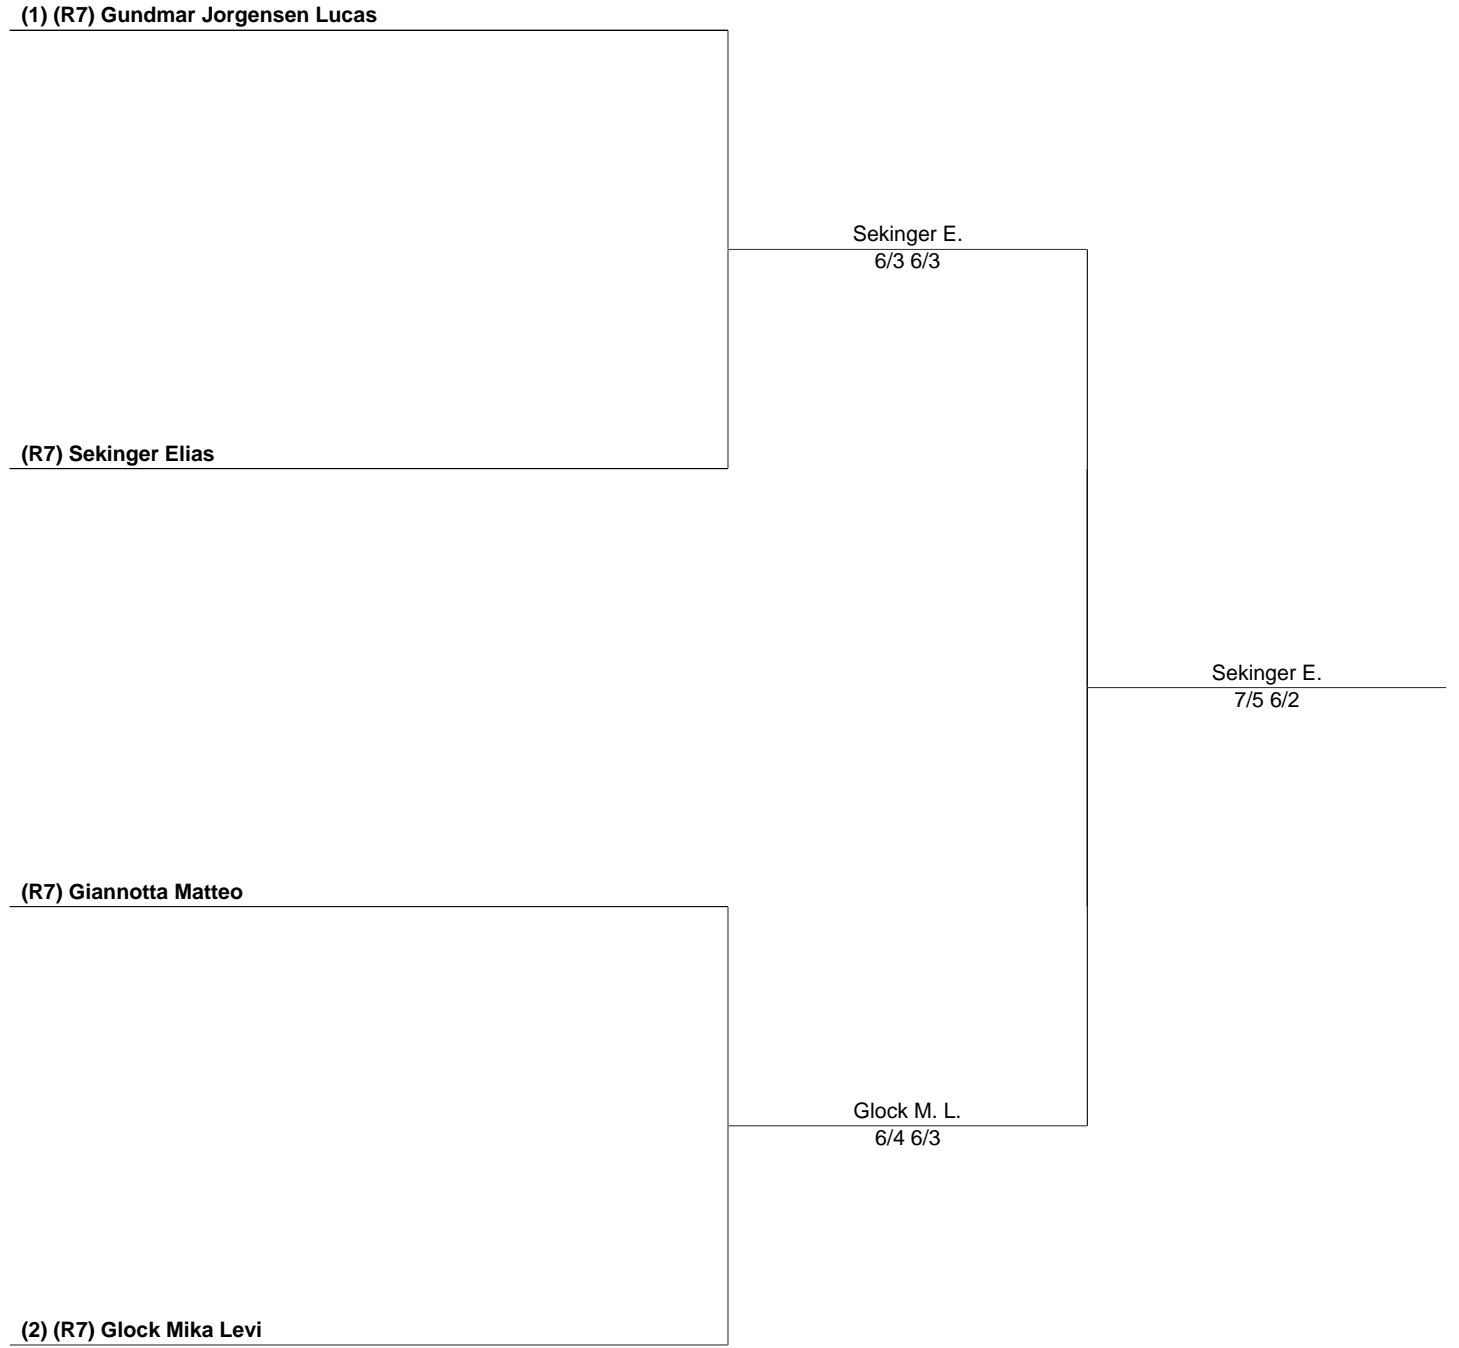 (1) (R7) Gundmar Jorgensen Lucas
Sekinger E.
6/3 6/3
(R7) Sekinger Elias
Sekinger E.
7/5 6/2
(R7) Giannotta Matteo
Glock M. L.
6/4 6/3
(2) (R7) Glock Mika Levi